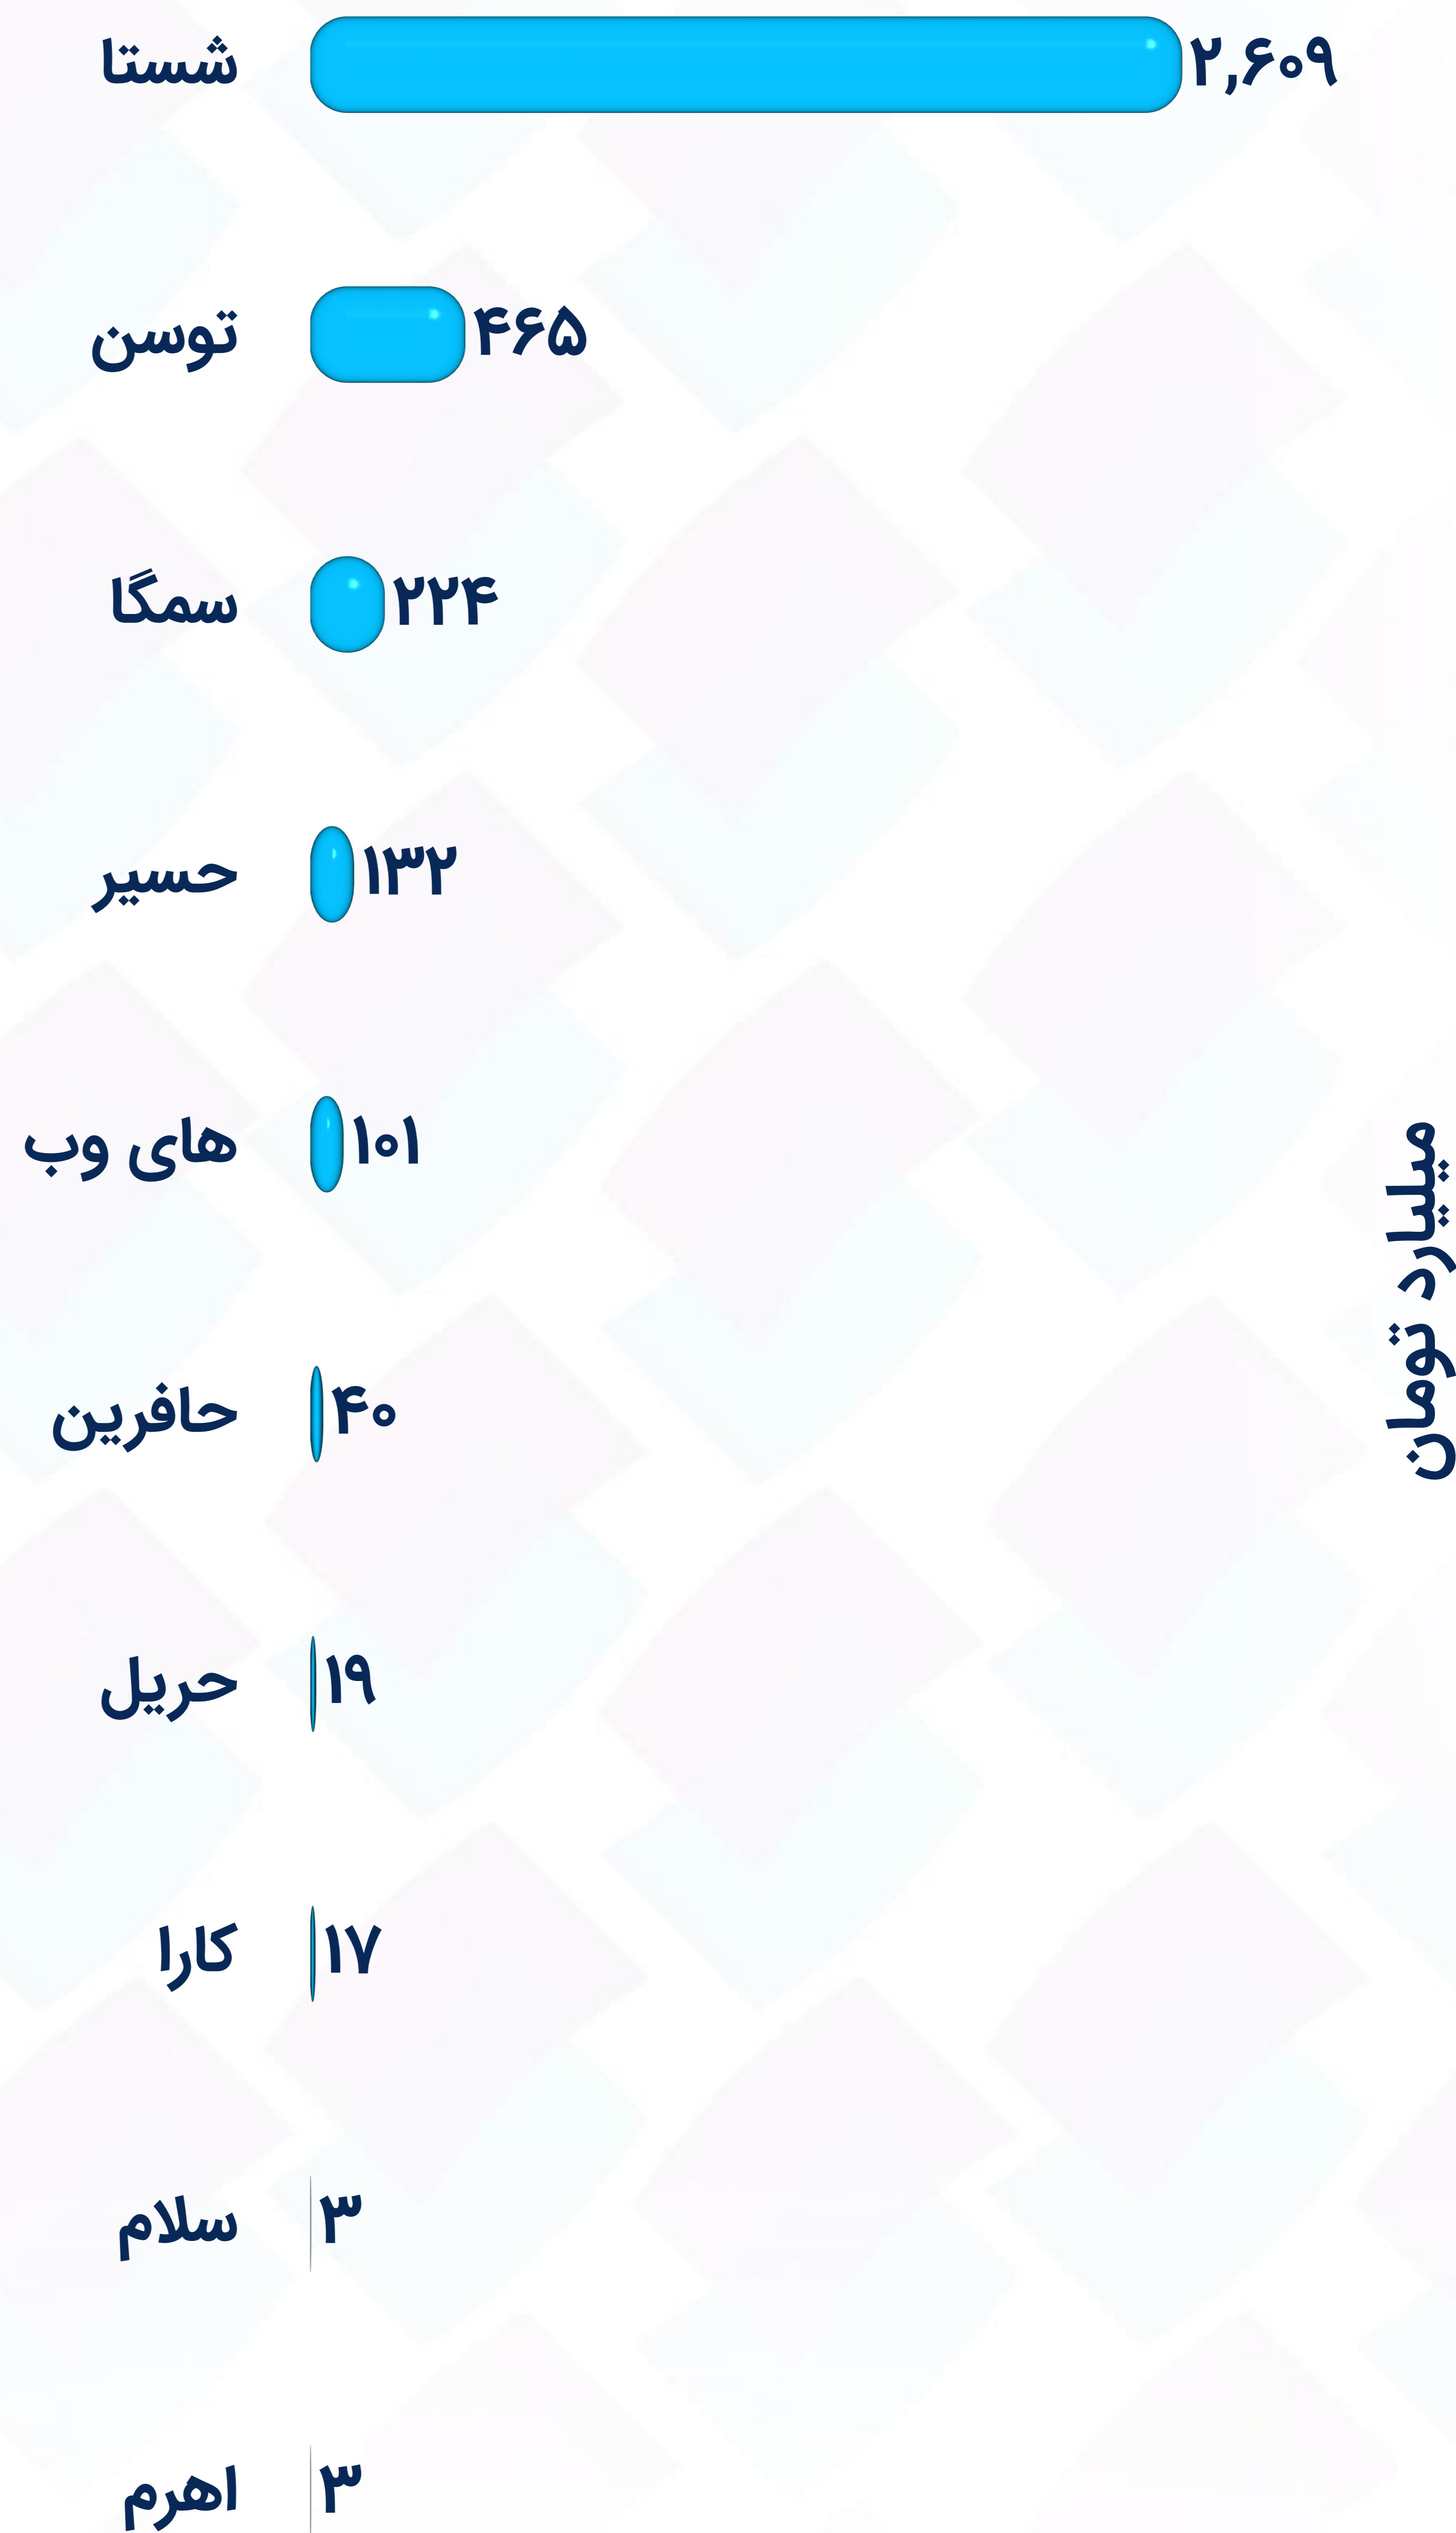 شستا ۲,۶۰۹
توسن ۴۶۵
سمگا ۲۲۴
حسیر ۱۳۲
های وب ۱۰۱
حافرین ۴۰
حریل ۱۹
کارا ۱۷
سلام ۳
اهرم ۳
میلیارد تومان